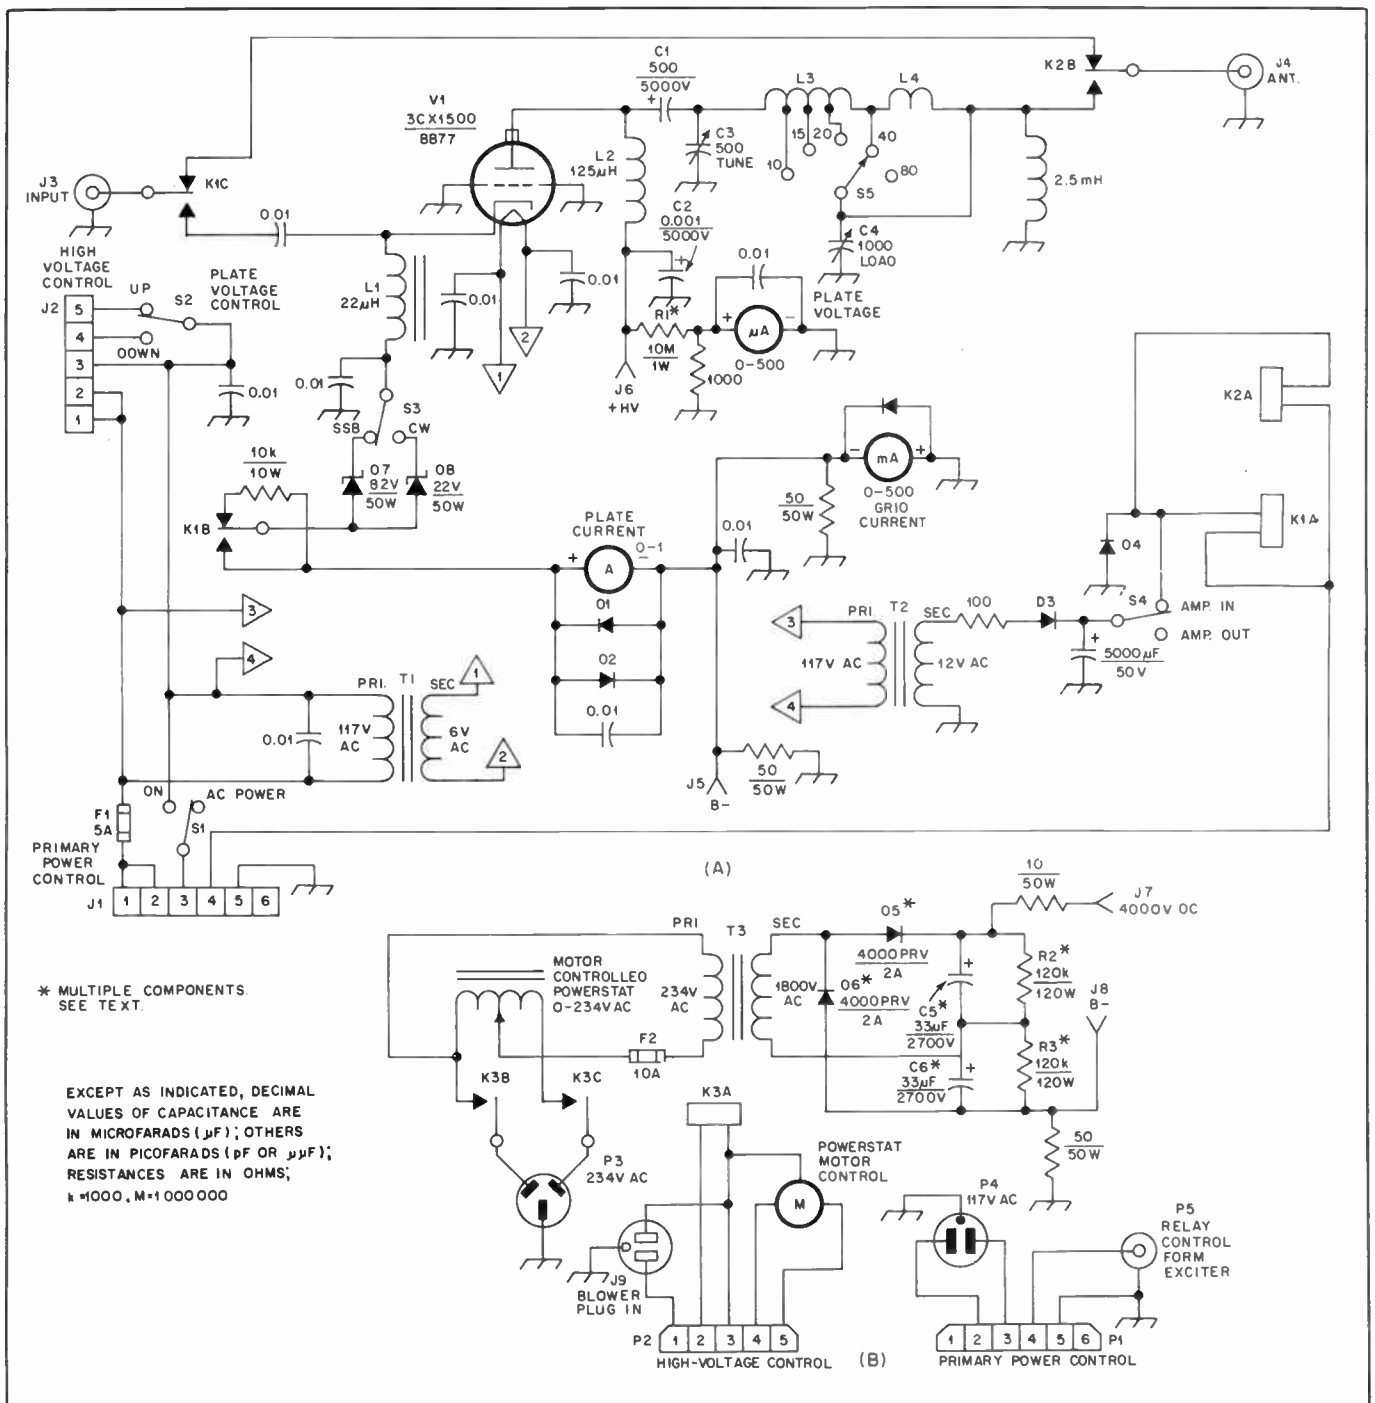 C1
500
5000V
+
L3
L4
K2B
J4
ANT.
V1
3CX1500
8877
15
20
40
10
80
C3
500
TUNE
L2
125µH
S5
2.5mH
J3
INPUT
K1C
0.01
C2
0.001
5000V
+
C4
1000
LOAD
HIGH
VOLTAGE
CONTROL
PLATE
VOLTAGE
CONTROL
UP
S2
J2
5
4
3
2
1
DOWN
0.01
L1
22µH
0.01
0.01
2
1
0.01
R1*
10M
1W
1000
+
µA
-
0-500
PLATE
VOLTAGE
J6
+HV
0.01
S3
SSB
CW
K2A
10k
10W
O7
82V
50W
O8
22V
50W
K1B
-
mA
+
0-500
GRID
CURRENT
50
50W
K1A
PLATE
CURRENT
0-1
+
A
-
0.01
O4
O1
O2
0.01
3
4
S4
AMP. IN
AMP. OUT
3
PRI.
T2
SEC
100
D3
117V AC
12V AC
+
5000µF
50V
4
PRI.
T1
SEC
1
0.01
117V
AC
6V
AC
2
50
50W
J5
B-
ON
AC POWER
F1
5A
S1
PRIMARY
POWER
CONTROL
J1
1
2
3
4
5
6
(A)
10
50W
J7
4000V DC
PRI
T3
SEC
O5*
4000PRV
2A
MOTOR
CONTROLLED
POWERSTAT
0-234VAC
234V
AC
1800V
AC
O6*
4000PRV
2A
+
C5*
33µF
2700V
R2*
120k
120W
J8
B-
* MULTIPLE COMPONENTS.
SEE TEXT.
F2
10A
C6*
33µF
2700V
+
R3*
120k
120W
K3B
K3C
K3A
EXCEPT AS INDICATED, DECIMAL
VALUES OF CAPACITANCE ARE
IN MICROFARADS (µF); OTHERS
ARE IN PICOFARADS (pF OR µµF);
RESISTANCES ARE IN OHMS;
k=1000, M=1000000
POWERSTAT
MOTOR
CONTROL
50
50W
P3
234V AC
M
P4
117V AC
P5
RELAY
CONTROL
FORM
EXCITER
J9
BLOWER
PLUG IN
P2
1
2
3
4
5
HIGH-VOLTAGE CONTROL
(B)
1
2
3
4
5
6
P1
PRIMARY POWER CONTROL